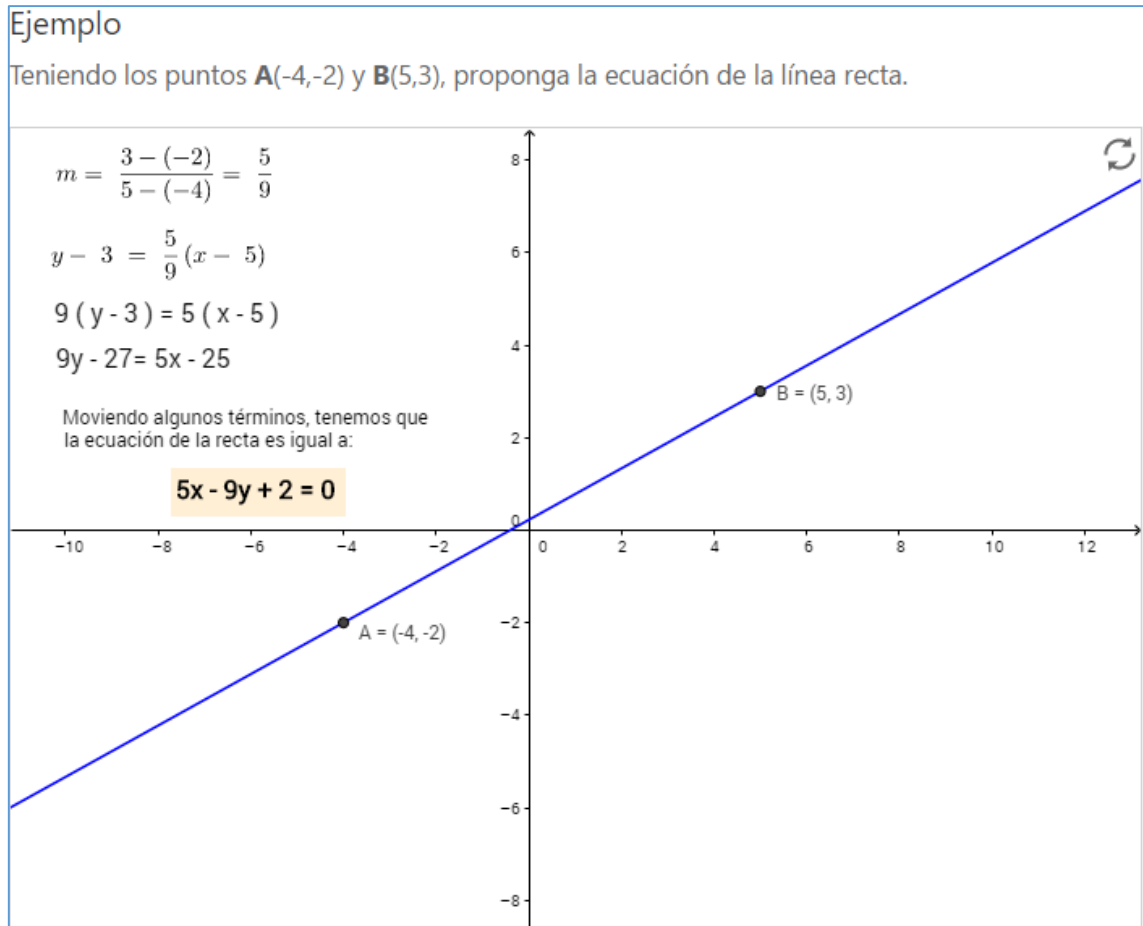 Ejemplo
Teniendo los puntos A(-4,-2) y B(5,3), proponga la ecuación de la línea recta.
m = \frac{3 − (−2)}{5 − (−4)} = \frac{5}{9}
y − 3 = \frac{5}{9} (x − 5)
9 ( y - 3 ) = 5 ( x - 5 )
9y - 27= 5x - 25
Moviendo algunos términos, tenemos que
la ecuación de la recta es igual a:
5x - 9y + 2 = 0
8
6
4
2
0
−2
−4
−6
−8
−10 −8 −6 −4 −2 0 2 4 6 8 10 12
B = (5, 3)
A = (-4, -2)